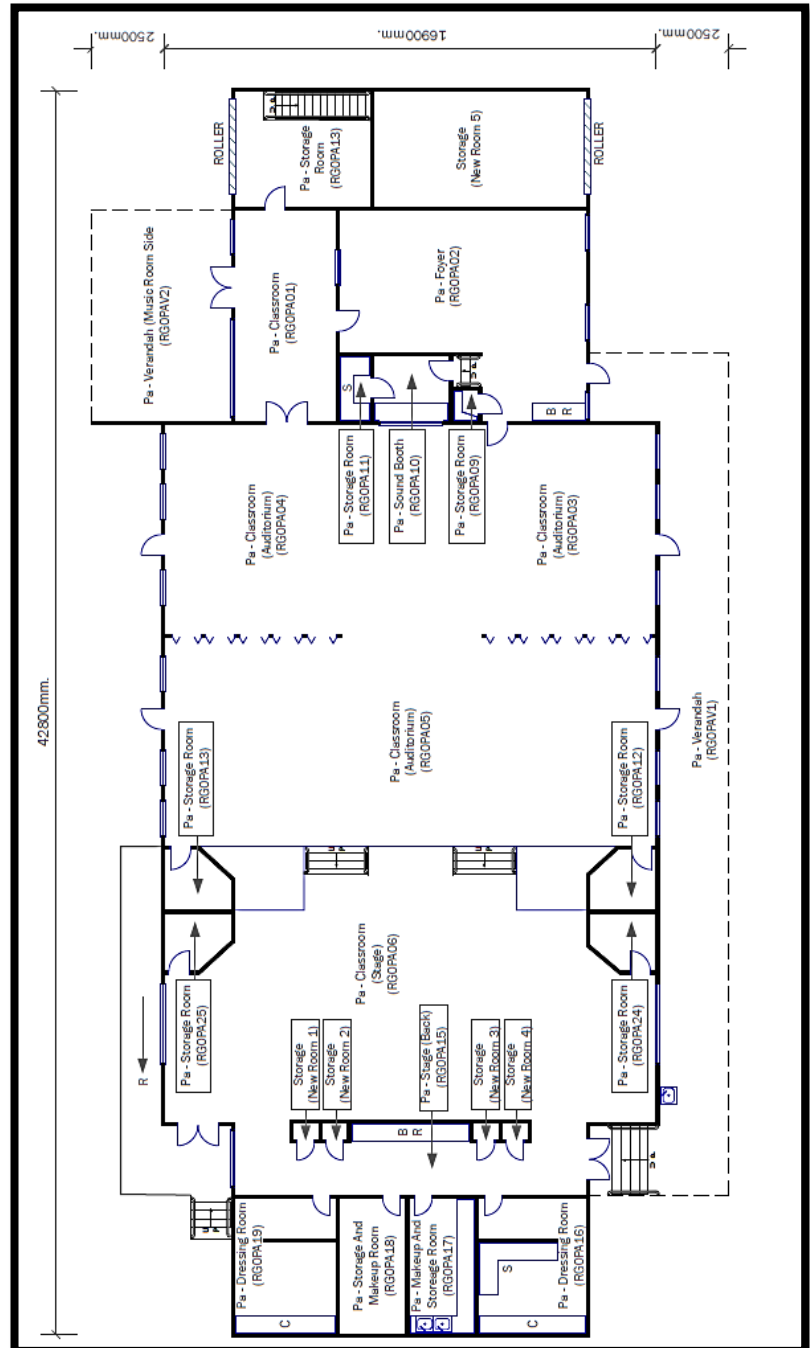 2500mm.
16900mm.
2500mm.
42800mm.
ROLLER
Pa - Storage
Room
(RGOPA13)
Storage
(New Room 5)
ROLLER
Pa - Verandah (Music Room Side
(RGOPAV2)
Pa - Classroom
(RGOPA01)
Pa - Foyer
(RGOPA02)
S
B
R
Pa - Storage Room
(RGOPA11)
Pa - Sound Booth
(RGOPA10)
Pa - Storage Room
(RGOPA09)
Pa - Classroom
(Auditorium)
(RGOPA04)
Pa - Classroom
(Auditorium)
(RGOPA03)
Pa - Classroom
(Auditorium)
(RGOPA05)
Pa - Verandah
(RGOPAV1)
Pa - Storage Room
(RGOPA13)
Pa - Storage Room
(RGOPA12)
Pa - Classroom
(Stage)
(RGOPA06)
R
Pa - Storage Room
(RGOPA25)
Storage
(New Room 1)
Storage
(New Room 2)
Pa - Stage (Back)
(RGOPA15)
Storage
(New Room 3)
Storage
(New Room 4)
Pa - Storage Room
(RGOPA24)
B
R
Pa - Dressing Room
(RGOPA19)
Pa - Storage And
Makeup Room
(RGOPA18)
Pa - Makeup And
Storeage Room
(RGOPA17)
Pa - Dressing Room
(RGOPA16)
S
C
C